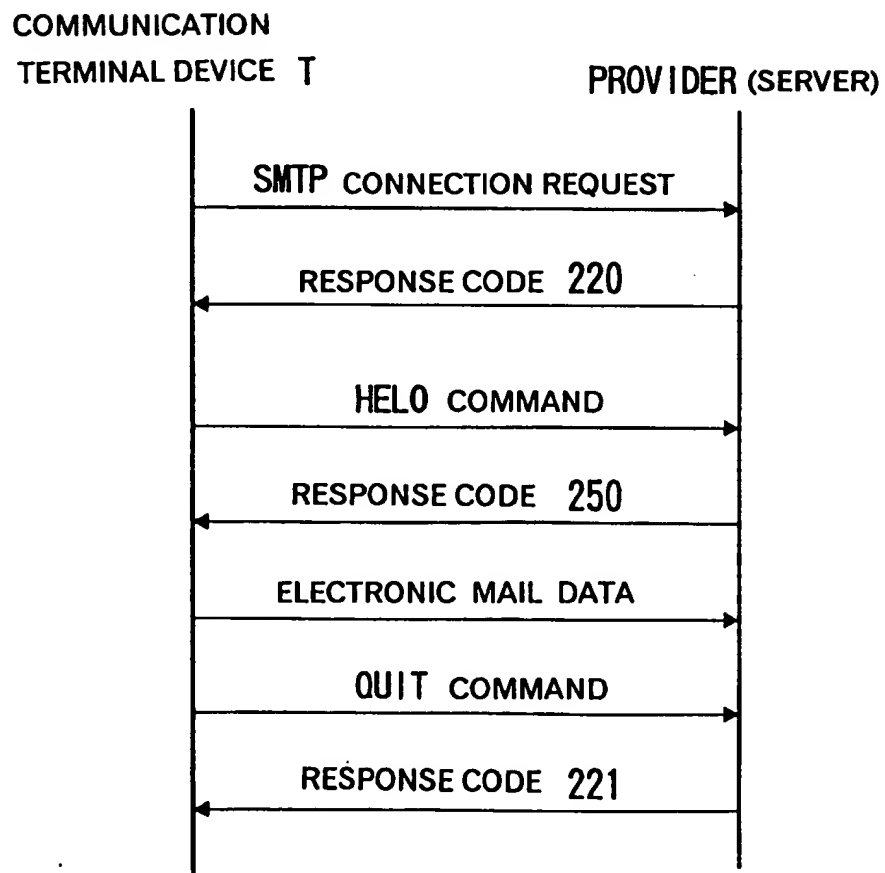 COMMUNICATION
TERMINAL DEVICE T
PROVIDER (SERVER)
SMTP CONNECTION REQUEST
RESPONSE CODE 220
HELO COMMAND
RESPONSE CODE 250
ELECTRONIC MAIL DATA
QUIT COMMAND
RESPONSE CODE 221